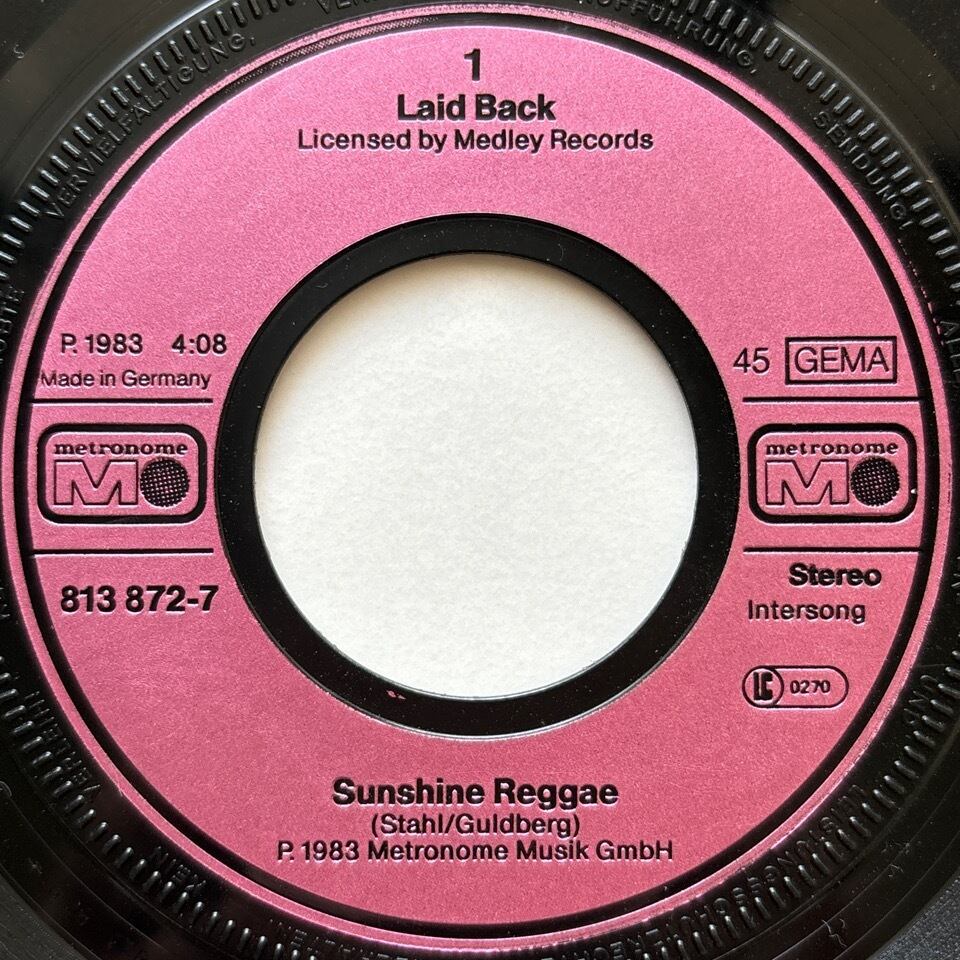 1
Laid Back
Licensed by Medley Records
P. 1983 4:08
Made in Germany
45 GEMA
metronome
M
metronome
M
813 872-7
Stereo
Intersong
LC 0270
Sunshine Reggae
(Stahl/Guldberg)
P. 1983 Metronome Musik GmbH
VERVIELFÄLTIGUNG,
AUFFÜHRUNG,
SENDUNG!